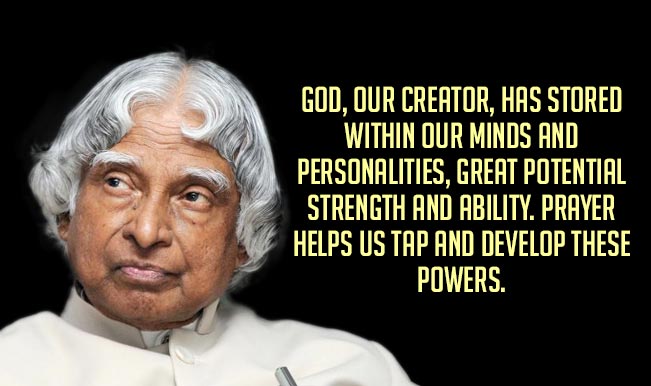 GOD, OUR CREATOR, HAS STORED
WITHIN OUR MINDS AND
PERSONALITIES, GREAT POTENTIAL
STRENGTH AND ABILITY. PRAYER
HELPS US TAP AND DEVELOP THESE
POWERS.